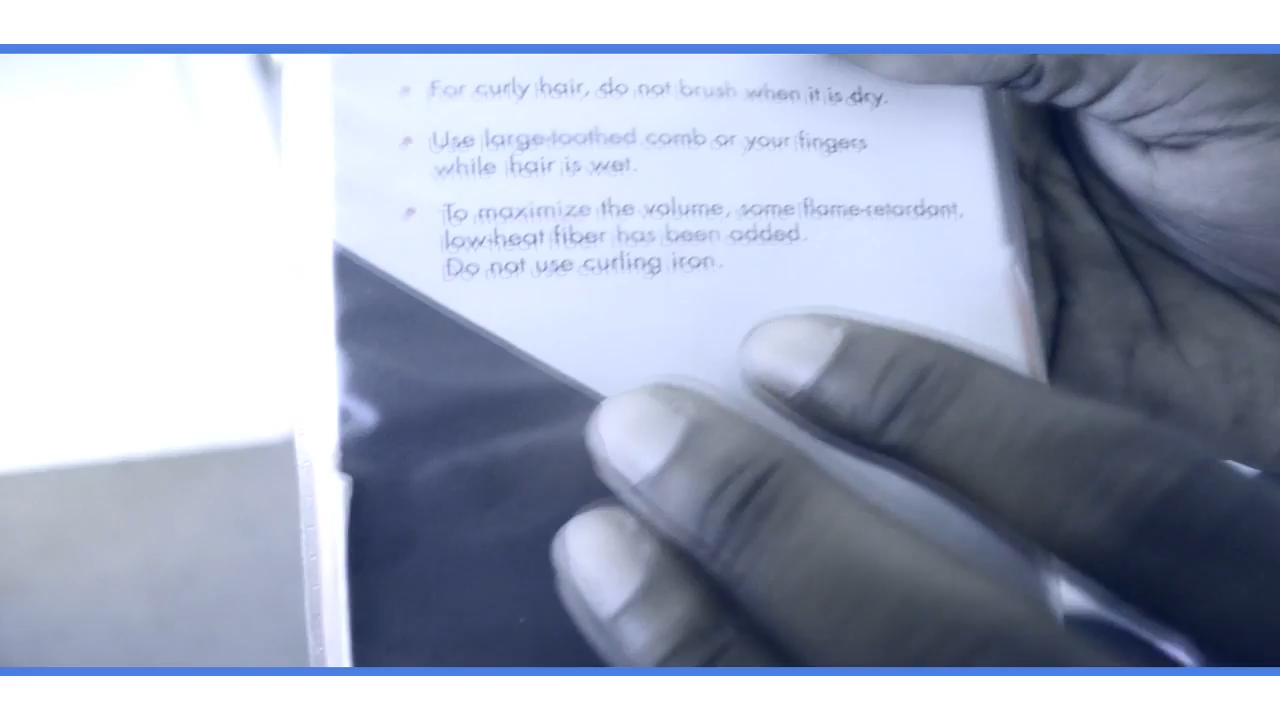 • For curly hair, do not brush when it is dry.
• Use large-toothed comb or your fingers
while hair is wet.
• To maximize the volume, some flame-retardant,
low-heat fiber has been added.
Do not use curling iron.